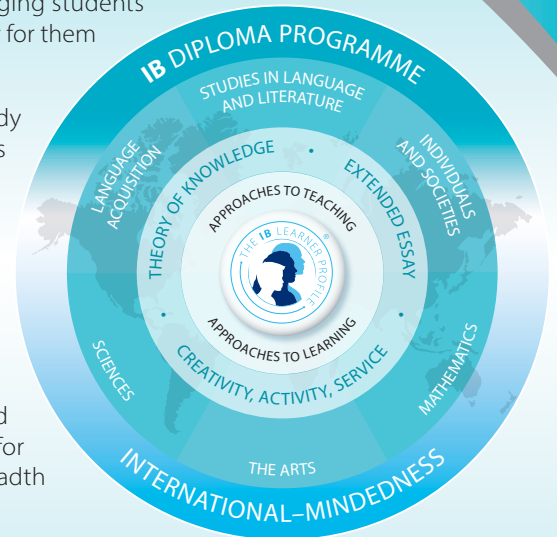 ging students
for them
dy
s
d
for
adth
IB DIPLOMA PROGRAMME
STUDIES IN LANGUAGE
AND LITERATURE
LANGUAGE
ACQUISITION
INDIVIDUALS
AND SOCIETIES
THEORY OF KNOWLEDGE
•
EXTENDED ESSAY
•
APPROACHES TO TEACHING
THE IB LEARNER PROFILE
®
APPROACHES TO LEARNING
•
CREATIVITY, ACTIVITY, SERVICE
SCIENCES
MATHEMATICS
THE ARTS
INTERNATIONAL–MINDEDNESS